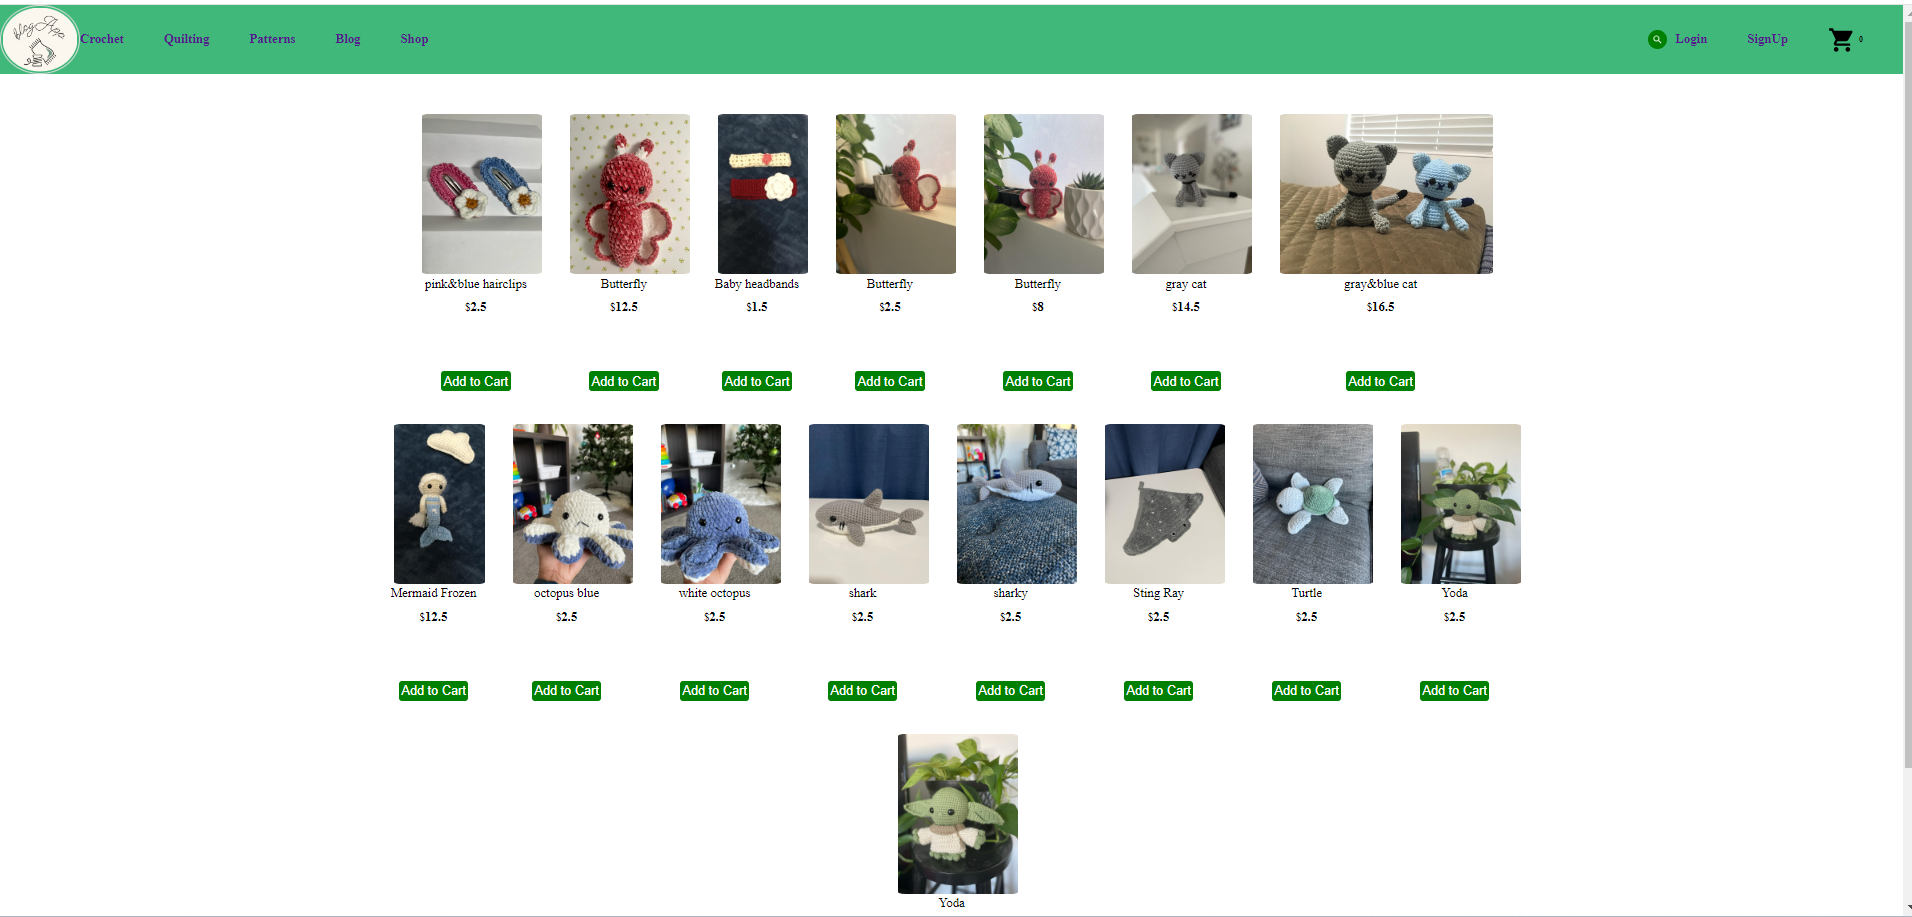 blogApp
Crochet
Quilting
Patterns
Blog
Shop
Login
SignUp
0
pink&blue hairclips
Butterfly
Baby headbands
Butterfly
Butterfly
gray cat
gray&blue cat
$2.5
$12.5
$1.5
$2.5
$8
$14.5
$16.5
Add to Cart
Add to Cart
Add to Cart
Add to Cart
Add to Cart
Add to Cart
Add to Cart
Mermaid Frozen
octopus blue
white octopus
shark
sharky
Sting Ray
Turtle
Yoda
$12.5
$2.5
$2.5
$2.5
$2.5
$2.5
$2.5
$2.5
Add to Cart
Add to Cart
Add to Cart
Add to Cart
Add to Cart
Add to Cart
Add to Cart
Add to Cart
Yoda